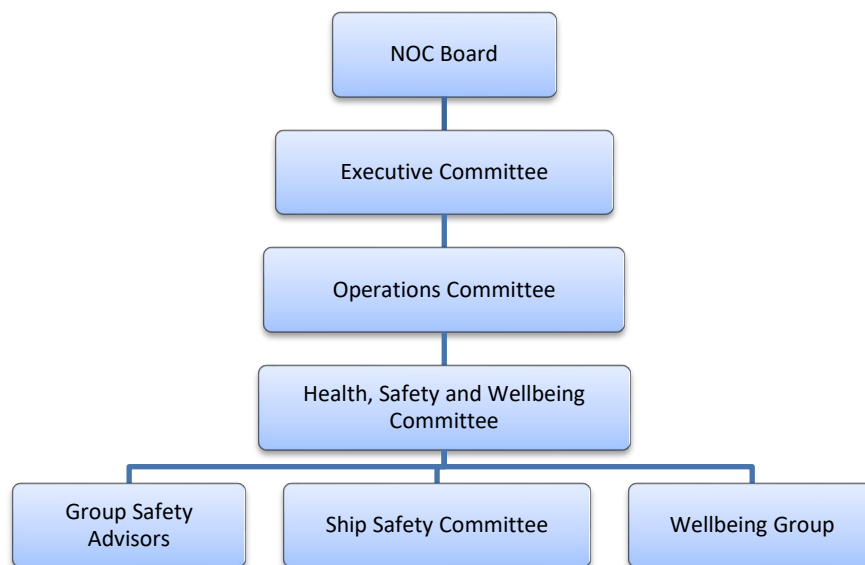 NOC Board
Executive Committee
Operations Committee
Health, Safety and Wellbeing
Committee
Group Safety
Advisors
Ship Safety Committee
Wellbeing Group